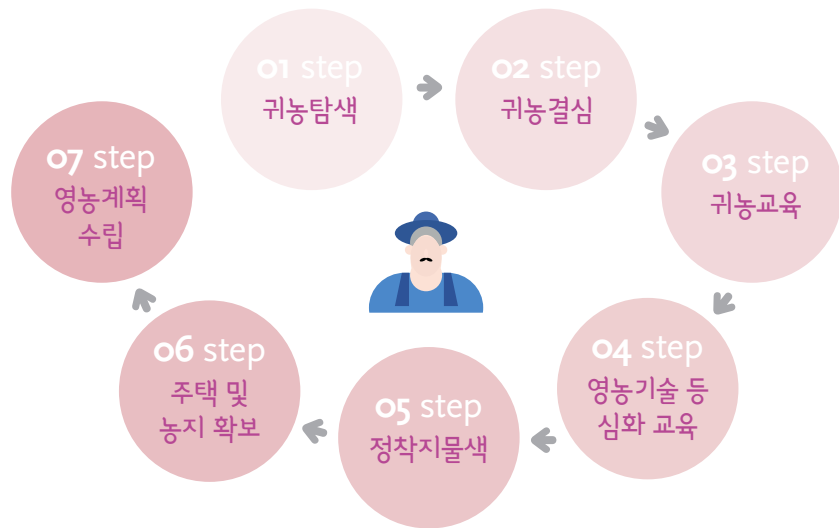 01 step
귀농탐색
02 step
귀농결심
03 step
귀농교육
04 step
영농기술 등
심화 교육
05 step
정착지물색
06 step
주택 및
농지 확보
07 step
영농계획
수립